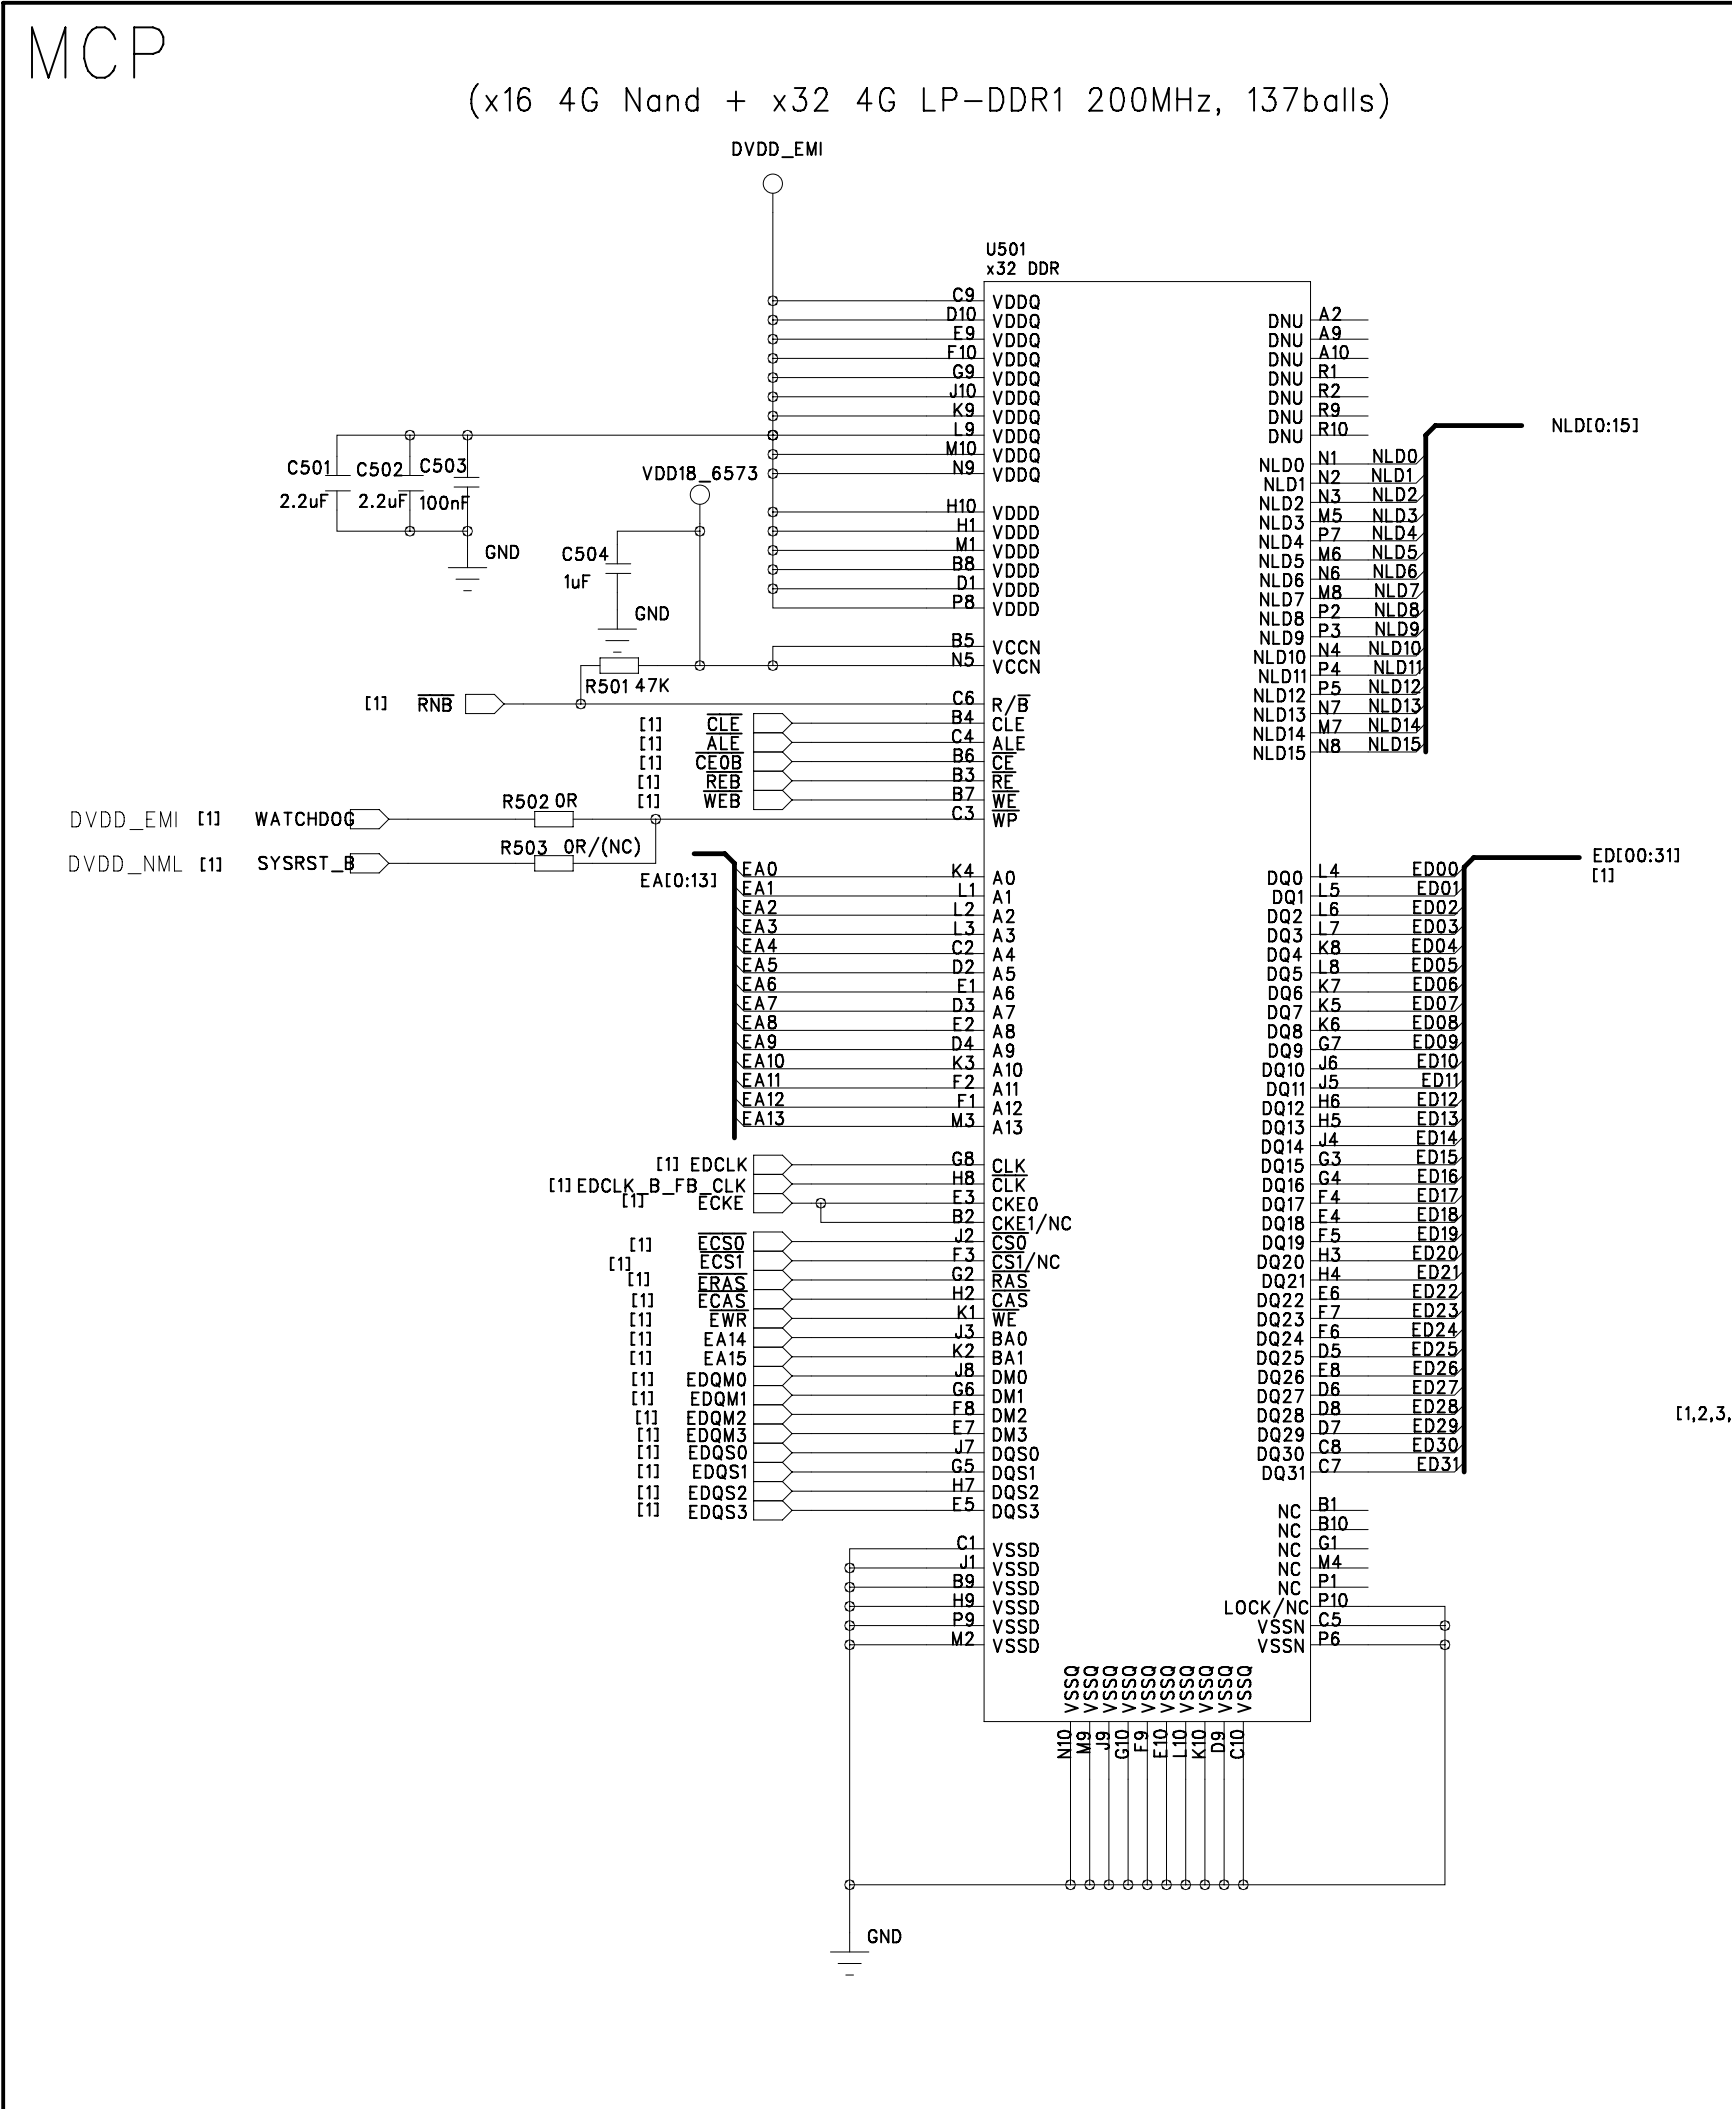 MCP
(x16 4G Nand + x32 4G LP-DDR1 200MHz, 137balls)
DVDD_EMI
U501
x32 DDR
C9 VDDQ
D10 VDDQ
E9 VDDQ
F10 VDDQ
G9 VDDQ
J10 VDDQ
K9 VDDQ
L9 VDDQ
M10 VDDQ
N9 VDDQ
H10 VDDD
H1 VDDD
M1 VDDD
B8 VDDD
D1 VDDD
P8 VDDD
B5 VCCN
N5 VCCN
C501 2.2uF
C502 2.2uF
C503 100nF
GND
VDD18_6573
C504
1uF
GND
R501 47K
[1] RNB C6 R/B
[1] CLE B4 CLE
[1] ALE C4 ALE
[1] CE0B B6 CE
[1] REB B3 RE
[1] WEB B7 WE
DVDD_EMI [1] WATCHDOG R502 0R C3 WP
DVDD_NML [1] SYSRST_B R503 0R/(NC)
EA[0:13]
EA0 K4 A0
EA1 L1 A1
EA2 L2 A2
EA3 L3 A3
EA4 C2 A4
EA5 D2 A5
EA6 E1 A6
EA7 D3 A7
EA8 E2 A8
EA9 D4 A9
EA10 K3 A10
EA11 F2 A11
EA12 F1 A12
EA13 M3 A13
[1] EDCLK G8 CLK
[1] EDCLK_B_FB_CLK H8 CLK
[1] ECKE E3 CKE0
B2 CKE1/NC
[1] ECS0 J2 CS0
[1] ECS1 F3 CS1/NC
[1] ERAS G2 RAS
[1] ECAS H2 CAS
[1] EWR K1 WE
[1] EA14 J3 BA0
[1] EA15 K2 BA1
[1] EDQM0 J8 DM0
[1] EDQM1 G6 DM1
[1] EDQM2 F8 DM2
[1] EDQM3 E7 DM3
[1] EDQS0 J7 DQS0
[1] EDQS1 G5 DQS1
[1] EDQS2 H7 DQS2
[1] EDQS3 E5 DQS3
C1 VSSD
J1 VSSD
B9 VSSD
H9 VSSD
P9 VSSD
M2 VSSD
DNU A2
DNU A9
DNU A10
DNU R1
DNU R2
DNU R9
DNU R10
NLD[0:15]
NLD0 N1 NLD0
NLD1 N2 NLD1
NLD2 N3 NLD2
NLD3 M5 NLD3
NLD4 P7 NLD4
NLD5 M6 NLD5
NLD6 N6 NLD6
NLD7 M8 NLD7
NLD8 P2 NLD8
NLD9 P3 NLD9
NLD10 N4 NLD10
NLD11 P4 NLD11
NLD12 P5 NLD12
NLD13 N7 NLD13
NLD14 M7 NLD14
NLD15 N8 NLD15
ED[00:31]
[1]
DQ0 L4 ED00
DQ1 L5 ED01
DQ2 L6 ED02
DQ3 L7 ED03
DQ4 K8 ED04
DQ5 L8 ED05
DQ6 K7 ED06
DQ7 K5 ED07
DQ8 K6 ED08
DQ9 G7 ED09
DQ10 J6 ED10
DQ11 J5 ED11
DQ12 H6 ED12
DQ13 H5 ED13
DQ14 J4 ED14
DQ15 G3 ED15
DQ16 G4 ED16
DQ17 F4 ED17
DQ18 E4 ED18
DQ19 F5 ED19
DQ20 H3 ED20
DQ21 H4 ED21
DQ22 E6 ED22
DQ23 F7 ED23
DQ24 F6 ED24
DQ25 D5 ED25
DQ26 E8 ED26
DQ27 D6 ED27
DQ28 D8 ED28
DQ29 D7 ED29
DQ30 C8 ED30
DQ31 C7 ED31
[1,2,3,
NC B1
NC B10
NC G1
NC M4
NC P1
LOCK/NC P10
VSSN C5
VSSN P6
VSSQ VSSQ VSSQ VSSQ VSSQ VSSQ VSSQ VSSQ VSSQ VSSQ
N10 M9 J9 G10 F9 E10 L10 K10 D9 C10
GND